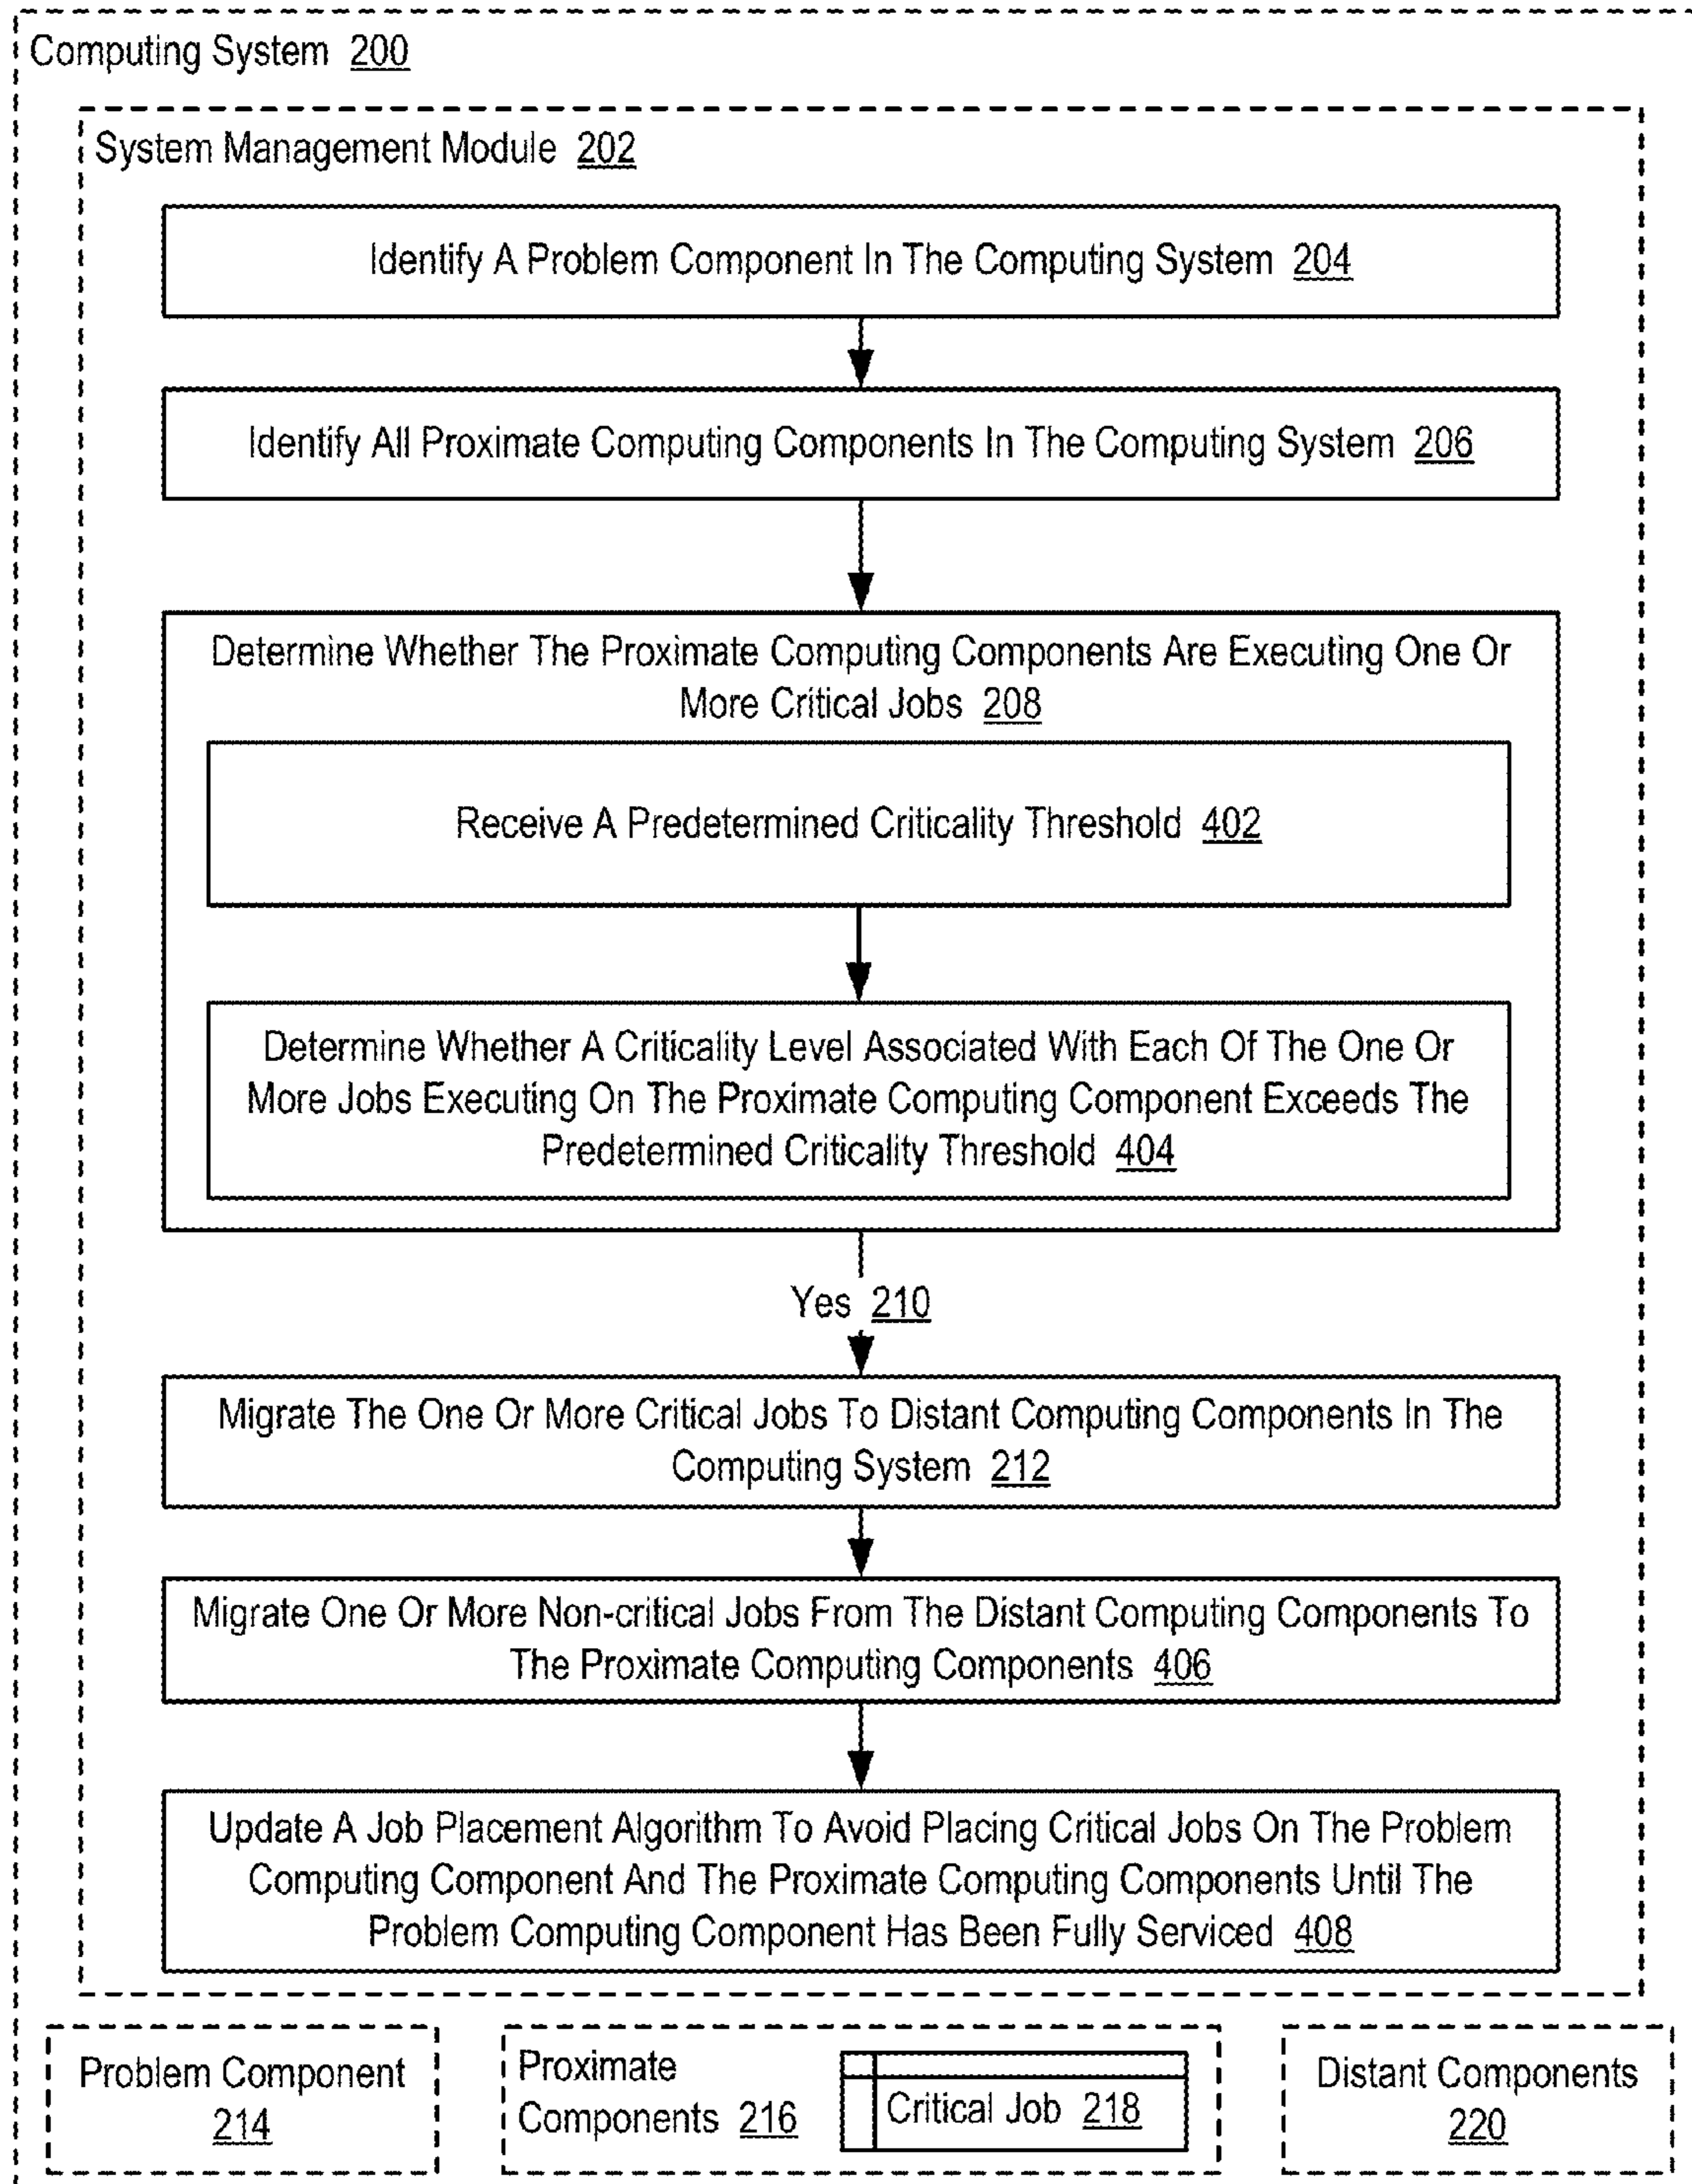 Computing System 200
System Management Module 202
Identify A Problem Component In The Computing System 204
Identify All Proximate Computing Components In The Computing System 206
Determine Whether The Proximate Computing Components Are Executing One Or
More Critical Jobs 208
Receive A Predetermined Criticality Threshold 402
Determine Whether A Criticality Level Associated With Each Of The One Or
More Jobs Executing On The Proximate Computing Component Exceeds The
Predetermined Criticality Threshold 404
Yes 210
Migrate The One Or More Critical Jobs To Distant Computing Components In The
Computing System 212
Migrate One Or More Non-critical Jobs From The Distant Computing Components To
The Proximate Computing Components 406
Update A Job Placement Algorithm To Avoid Placing Critical Jobs On The Problem
Computing Component And The Proximate Computing Components Until The
Problem Computing Component Has Been Fully Serviced 408
Problem Component
214
Proximate
Components 216
Critical Job 218
Distant Components
220